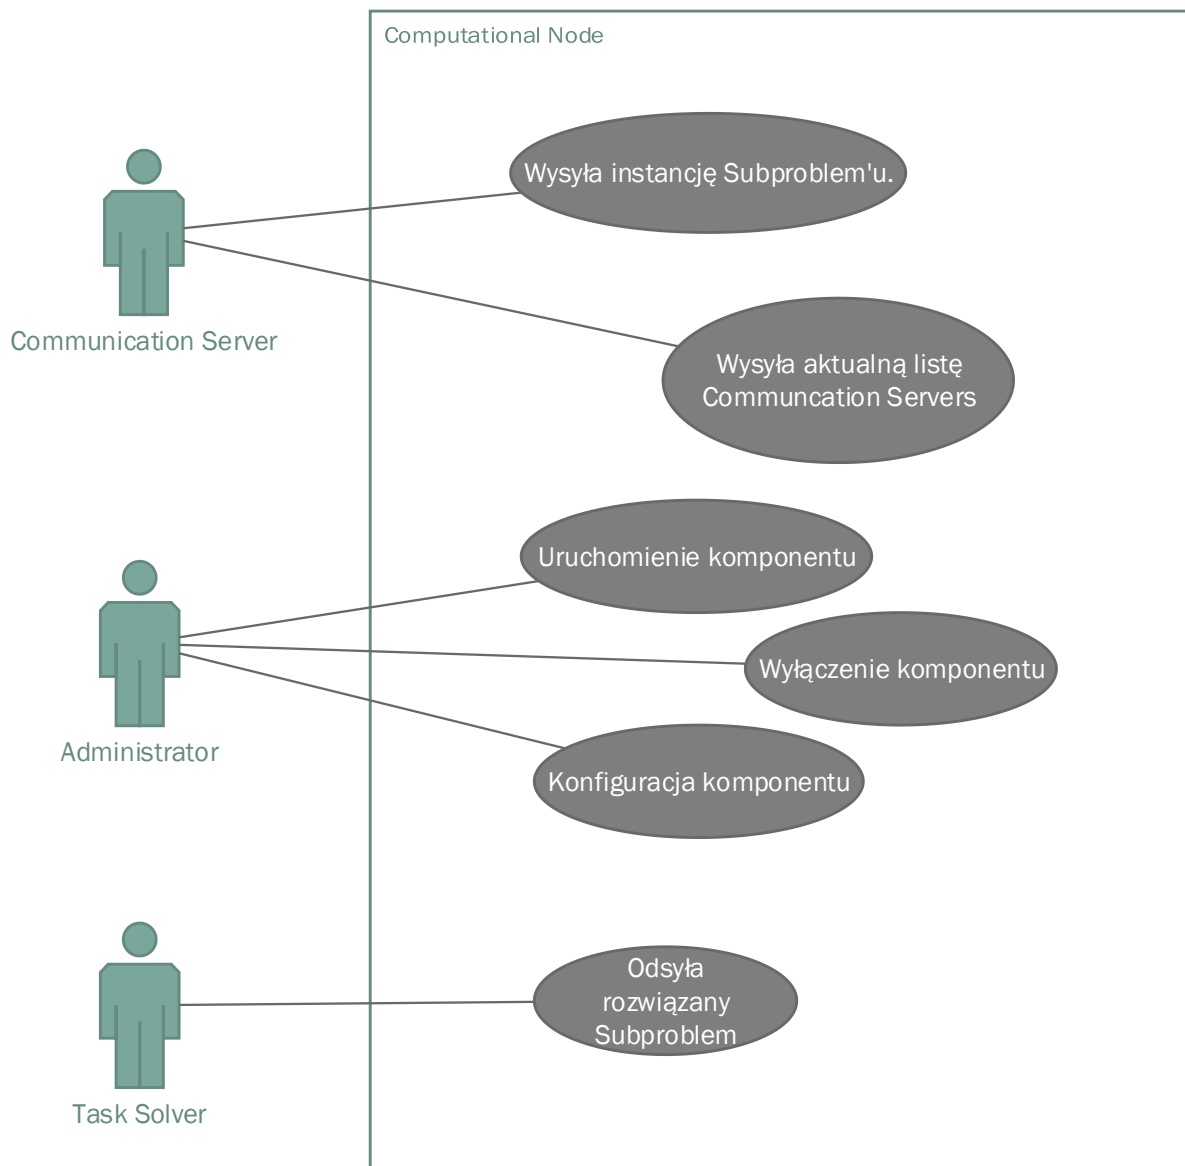 Computational Node
Wysyła instancję Subproblem'u.
Communication Server
Wysyła aktualną listę
Communcation Servers
Uruchomienie komponentu
Wyłączenie komponentu
Administrator
Konfiguracja komponentu
Odsyła
rozwiązany
Subproblem
Task Solver